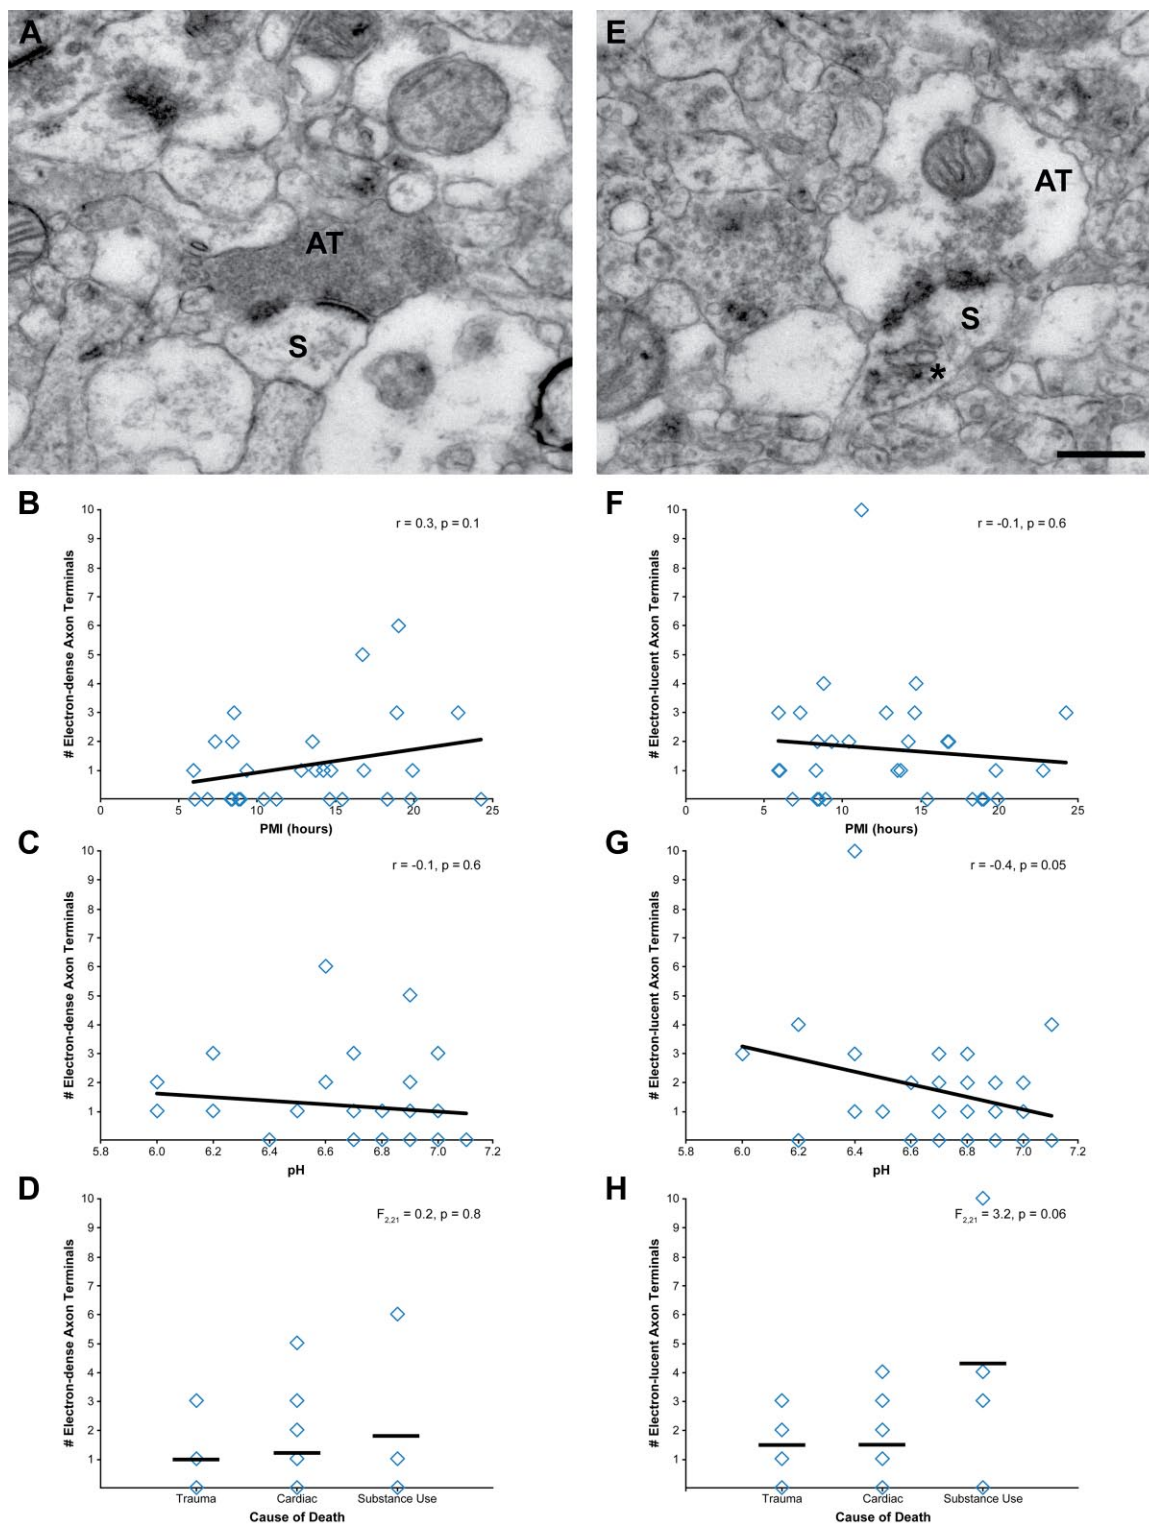 A
AT
S
E
AT
S
*
B
# Electron-dense Axon Terminals
10
9
8
7
6
5
4
3
2
1
r = 0.3, p = 0.1
0 5 10 15 20 25
PMI (hours)
F
# Electron-lucent Axon Terminals
10
9
8
7
6
5
4
3
2
1
r = -0.1, p = 0.6
0 5 10 15 20 25
PMI (hours)
C
# Electron-dense Axon Terminals
10
9
8
7
6
5
4
3
2
1
r = -0.1, p = 0.6
5.8 6.0 6.2 6.4 6.6 6.8 7.0 7.2
pH
G
# Electron-lucent Axon Terminals
10
9
8
7
6
5
4
3
2
1
r = -0.4, p = 0.05
5.8 6.0 6.2 6.4 6.6 6.8 7.0 7.2
pH
D
# Electron-dense Axon Terminals
10
9
8
7
6
5
4
3
2
1
F2,21 = 0.2, p = 0.8
Trauma Cardiac Substance Use
Cause of Death
H
# Electron-lucent Axon Terminals
10
9
8
7
6
5
4
3
2
1
F2,21 = 3.2, p = 0.06
Trauma Cardiac Substance Use
Cause of Death